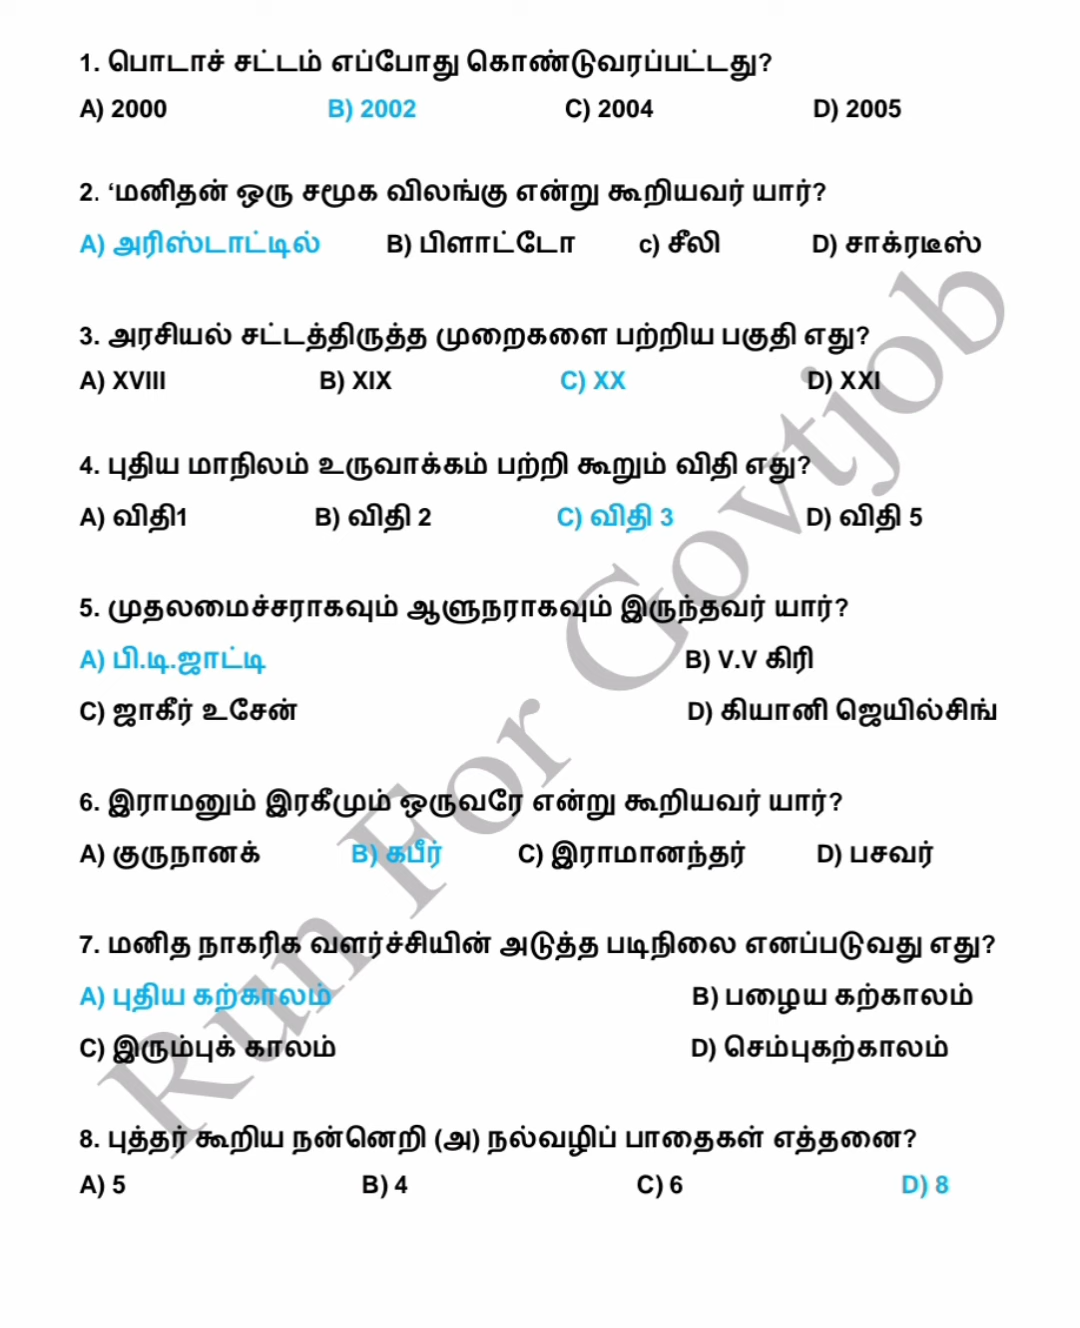 1. பொடாச் சட்டம் எப்போது கொண்டுவரப்பட்டது?
A) 2000 B) 2002 C) 2004 D) 2005
2. ‘மனிதன் ஒரு சமூக விலங்கு என்று கூறியவர் யார்?
A) அரிஸ்டாட்டில் B) பிளாட்டோ c) சீலி D) சாக்ரடீஸ்
3. அரசியல் சட்டத்திருத்த முறைகளை பற்றிய பகுதி எது?
A) XVIII B) XIX C) XX D) XXI
4. புதிய மாநிலம் உருவாக்கம் பற்றி கூறும் விதி எது?
A) விதி1 B) விதி 2 C) விதி 3 D) விதி 5
5. முதலமைச்சராகவும் ஆளுநராகவும் இருந்தவர் யார்?
A) பி.டி.ஜாட்டி B) V.V கிரி
C) ஜாகீர் உசேன் D) கியானி ஜெயில்சிங்
6. இராமனும் இரகீமும் ஒருவரே என்று கூறியவர் யார்?
A) குருநானக் B) கபீர் C) இராமானந்தர் D) பசவர்
7. மனித நாகரிக வளர்ச்சியின் அடுத்த படிநிலை எனப்படுவது எது?
A) புதிய கற்காலம் B) பழைய கற்காலம்
C) இரும்புக் காலம் D) செம்புகற்காலம்
8. புத்தர் கூறிய நன்னெறி (அ) நல்வழிப் பாதைகள் எத்தனை?
A) 5 B) 4 C) 6 D) 8
Run For Govtjob